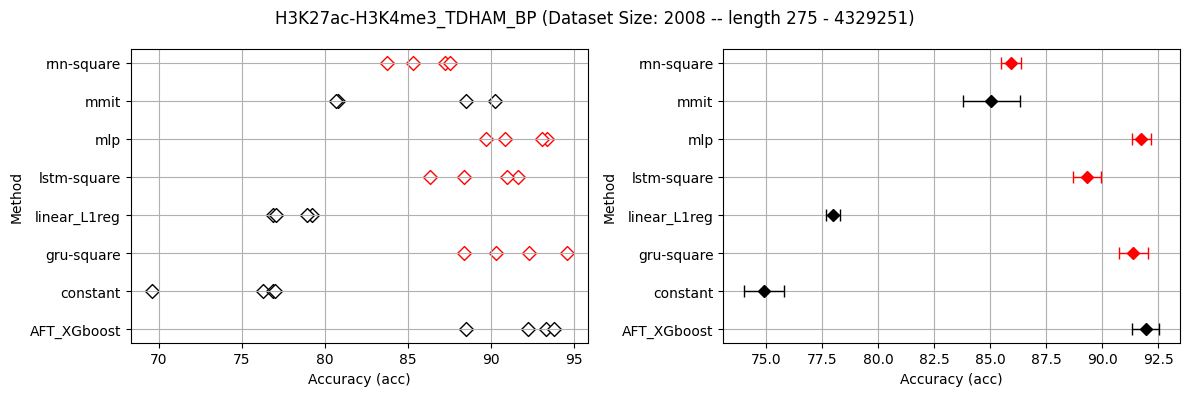 H3K27ac-H3K4me3_TDHAM_BP (Dataset Size: 2008 -- length 275 - 4329251)
Method
rnn-square
mmit
mlp
lstm-square
linear_L1reg
gru-square
constant
AFT_XGboost
70 75 80 85 90 95
Accuracy (acc)
Method
rnn-square
mmit
mlp
lstm-square
linear_L1reg
gru-square
constant
AFT_XGboost
75.0 77.5 80.0 82.5 85.0 87.5 90.0 92.5
Accuracy (acc)